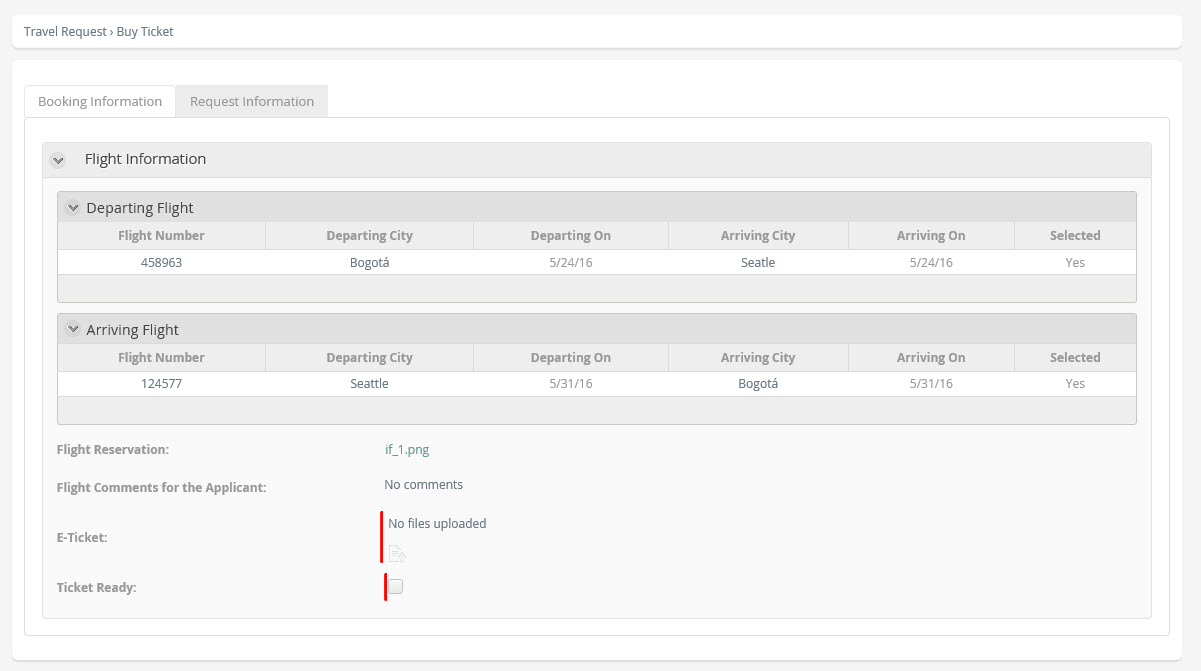 Travel Request › Buy Ticket
Booking Information Request Information
Flight Information
Departing Flight
Flight Number Departing City Departing On Arriving City Arriving On Selected
458963 Bogotá 5/24/16 Seatle 5/24/16 Yes
Arriving Flight
Flight Number Departing City Departing On Arriving City Arriving On Selected
124577 Seattle 5/31/16 Bogotá 5/31/16 Yes
Flight Reservation: if_1.png
Flight Comments for the Applicant: No comments
No files uploaded
E-Ticket:
Ticket Ready: